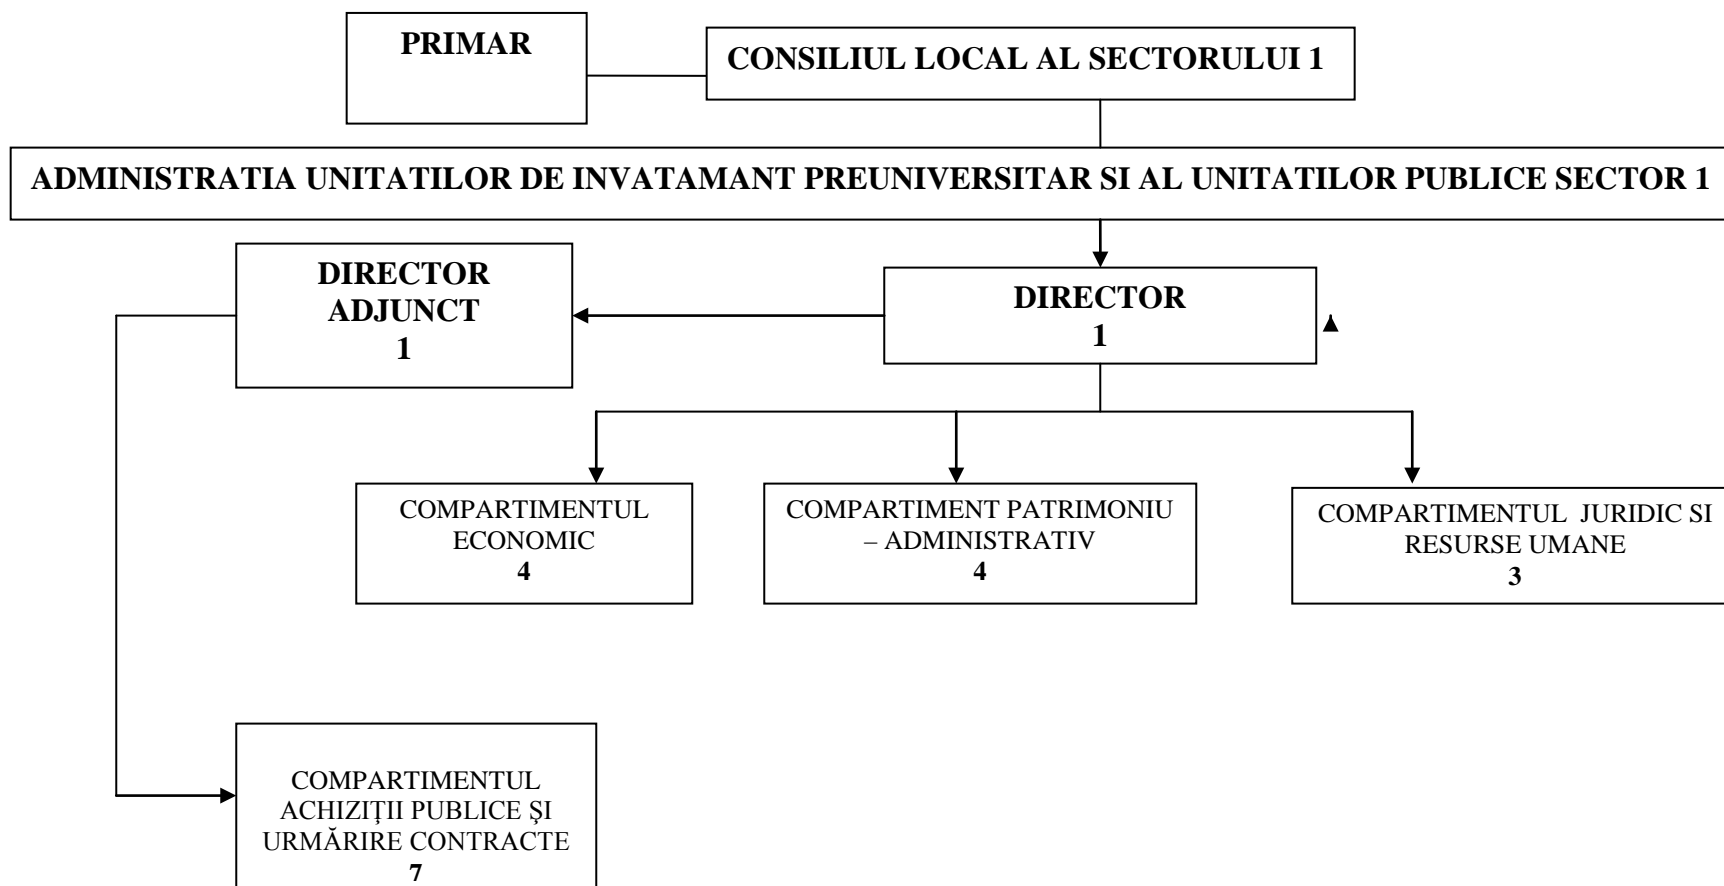 PRIMAR
CONSILIUL LOCAL AL SECTORULUI 1
ADMINISTRATIA UNITATILOR DE INVATAMANT PREUNIVERSITAR SI AL UNITATILOR PUBLICE SECTOR 1
DIRECTOR
ADJUNCT
1
DIRECTOR
1
COMPARTIMENTUL
ECONOMIC
4
COMPARTIMENT PATRIMONIU
– ADMINISTRATIV
4
COMPARTIMENTUL JURIDIC SI
RESURSE UMANE
3
COMPARTIMENTUL
ACHIZIŢII PUBLICE ŞI
URMĂRIRE CONTRACTE
7